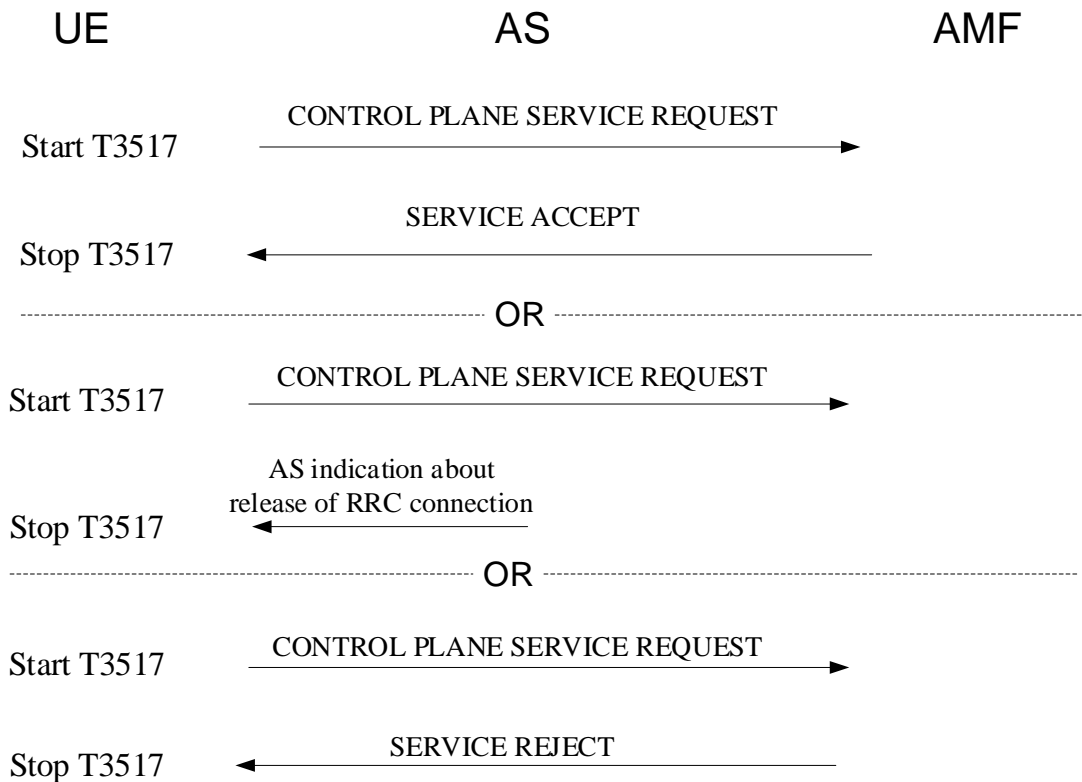 UE AS AMF
CONTROL PLANE SERVICE REQUEST
Start T3517
SERVICE ACCEPT
Stop T3517
OR
CONTROL PLANE SERVICE REQUEST
Start T3517
AS indication about
release of RRC connection
Stop T3517
OR
CONTROL PLANE SERVICE REQUEST
Start T3517
SERVICE REJECT
Stop T3517